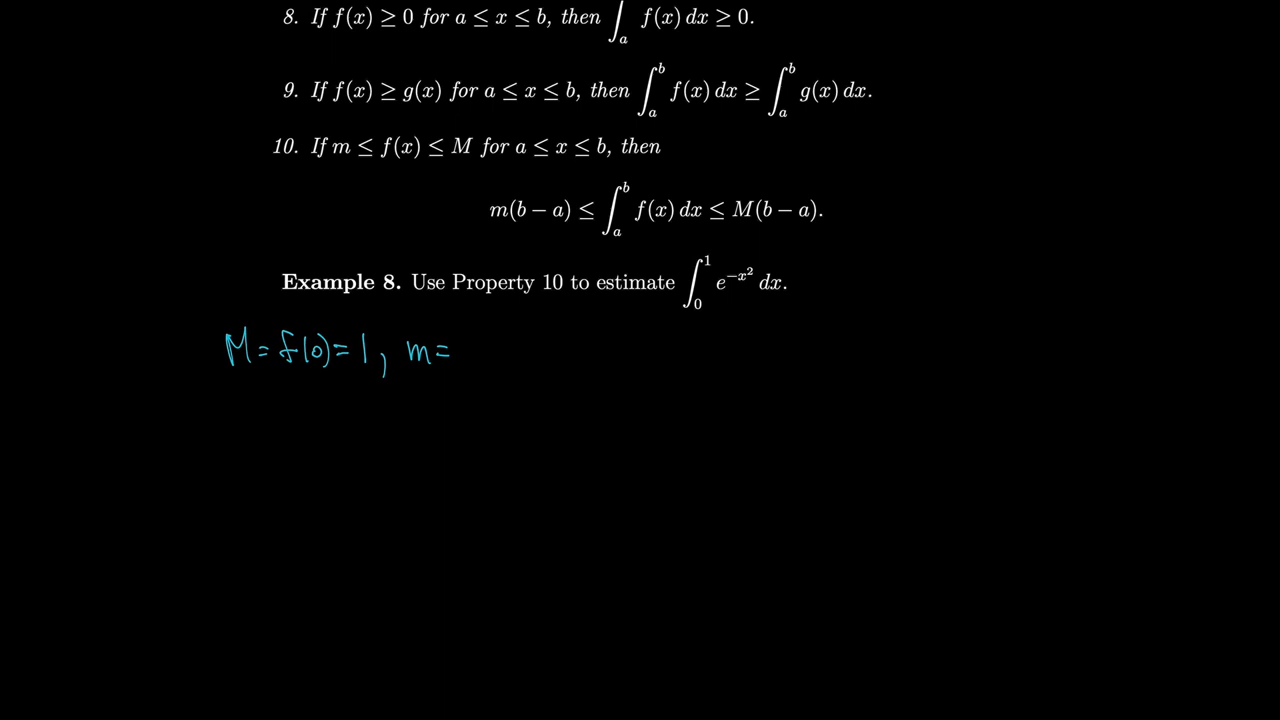 8. If f(x) ≥ 0 for a ≤ x ≤ b, then ∫_a f(x) dx ≥ 0.
9. If f(x) ≥ g(x) for a ≤ x ≤ b, then ∫_a^b f(x) dx ≥ ∫_a^b g(x) dx.
10. If m ≤ f(x) ≤ M for a ≤ x ≤ b, then
m(b − a) ≤ ∫_a^b f(x) dx ≤ M(b − a).
Example 8. Use Property 10 to estimate ∫_0^1 e^{−x^2} dx.
M = f(0) = 1, m =